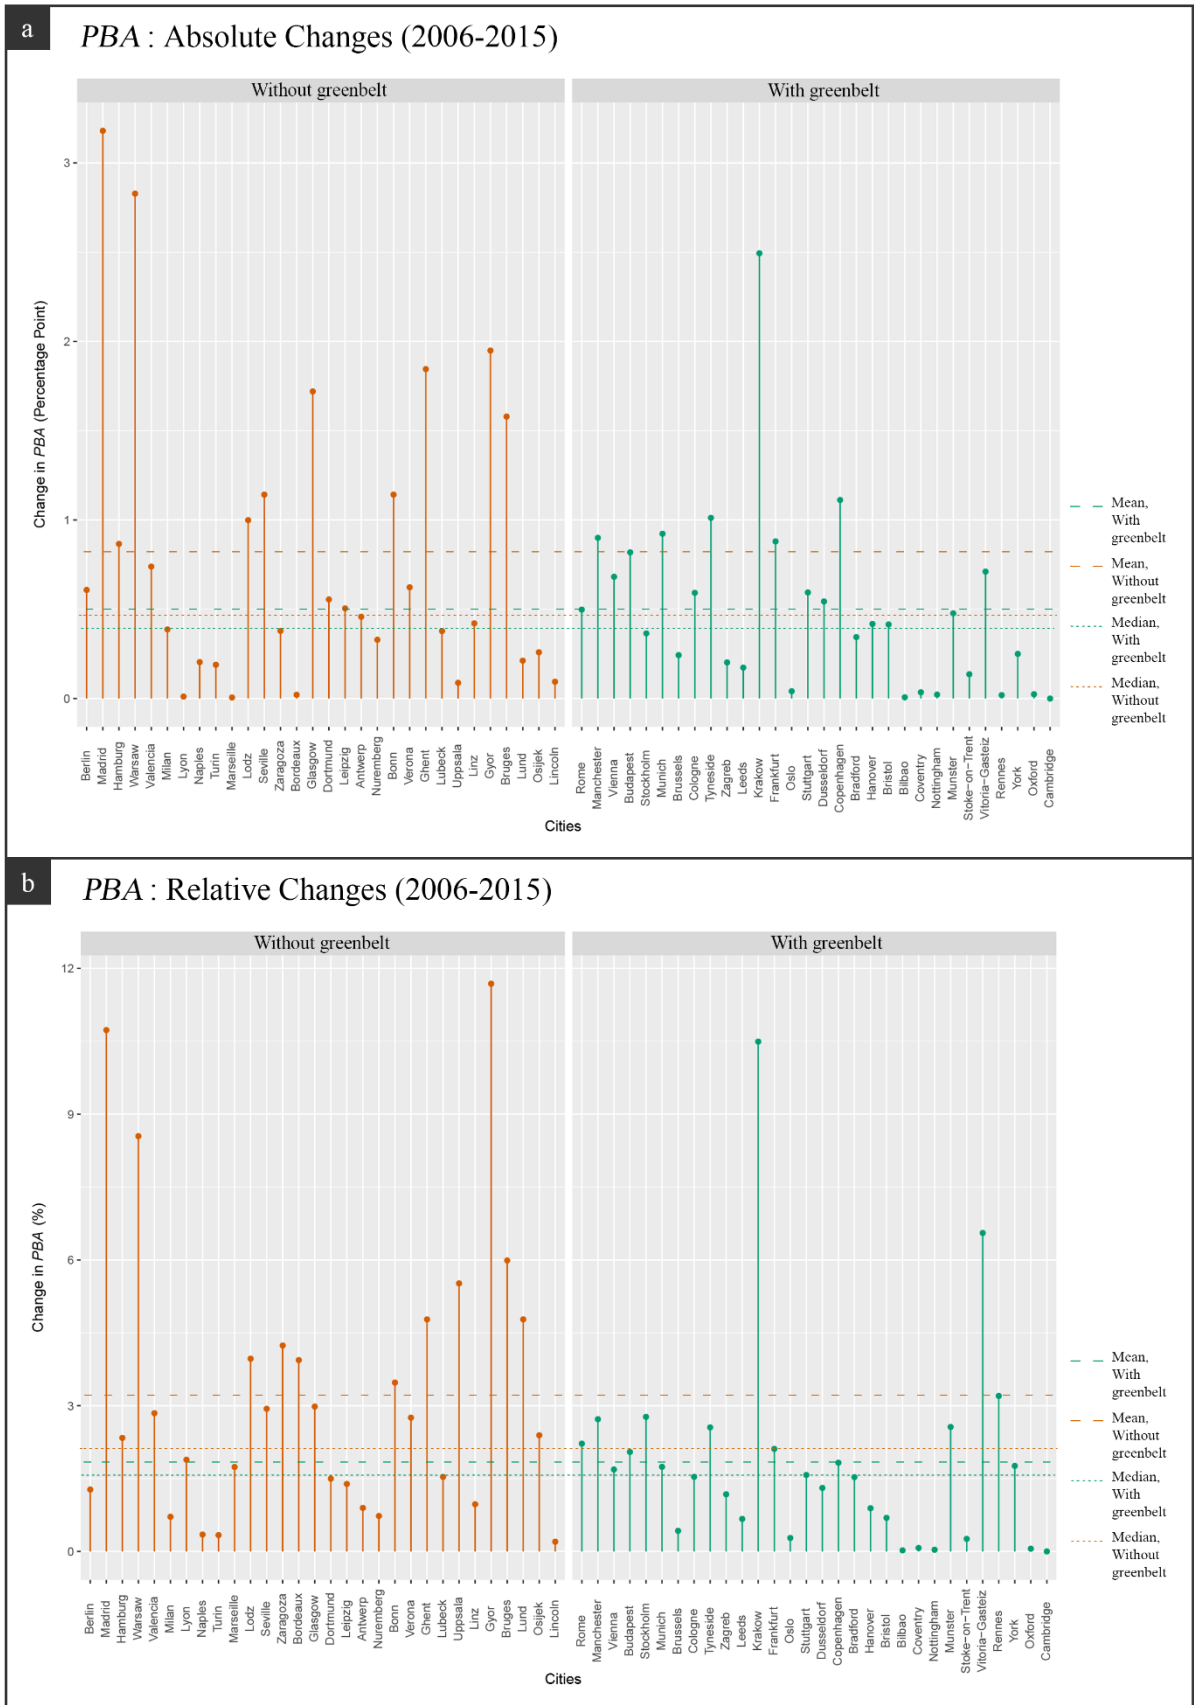 a
PBA : Absolute Changes (2006-2015)
Without greenbelt
With greenbelt
3
2
1
0
Change in PBA (Percentage Point)
Berlin
Madrid
Hamburg
Warsaw
Valencia
Milan
Lyon
Naples
Turin
Marseille
Lodz
Seville
Zaragoza
Bordeaux
Glasgow
Dortmund
Leipzig
Antwerp
Nuremberg
Bonn
Verona
Ghent
Lubeck
Uppsala
Linz
Gyor
Bruges
Lund
Osijek
Lincoln
Rome
Manchester
Vienna
Budapest
Stockholm
Munich
Brussels
Cologne
Tyneside
Zagreb
Leeds
Krakow
Frankfurt
Oslo
Stuttgart
Dusseldorf
Copenhagen
Bradford
Hanover
Bristol
Bilbao
Coventry
Nottingham
Munster
Stoke-on-Trent
Vitoria-Gasteiz
Rennes
York
Oxford
Cambridge
Cities
Mean,
With
greenbelt
Mean,
Without
greenbelt
Median,
With
greenbelt
Median,
Without
greenbelt
b
PBA : Relative Changes (2006-2015)
Without greenbelt
With greenbelt
12
9
6
3
0
Change in PBA (%)
Berlin
Madrid
Hamburg
Warsaw
Valencia
Milan
Lyon
Naples
Turin
Marseille
Lodz
Seville
Zaragoza
Bordeaux
Glasgow
Dortmund
Leipzig
Antwerp
Nuremberg
Bonn
Verona
Ghent
Lubeck
Uppsala
Linz
Gyor
Bruges
Lund
Osijek
Lincoln
Rome
Manchester
Vienna
Budapest
Stockholm
Munich
Brussels
Cologne
Tyneside
Zagreb
Leeds
Krakow
Frankfurt
Oslo
Stuttgart
Dusseldorf
Copenhagen
Bradford
Hanover
Bristol
Bilbao
Coventry
Nottingham
Munster
Stoke-on-Trent
Vitoria-Gasteiz
Rennes
York
Oxford
Cambridge
Cities
Mean,
With
greenbelt
Mean,
Without
greenbelt
Median,
With
greenbelt
Median,
Without
greenbelt